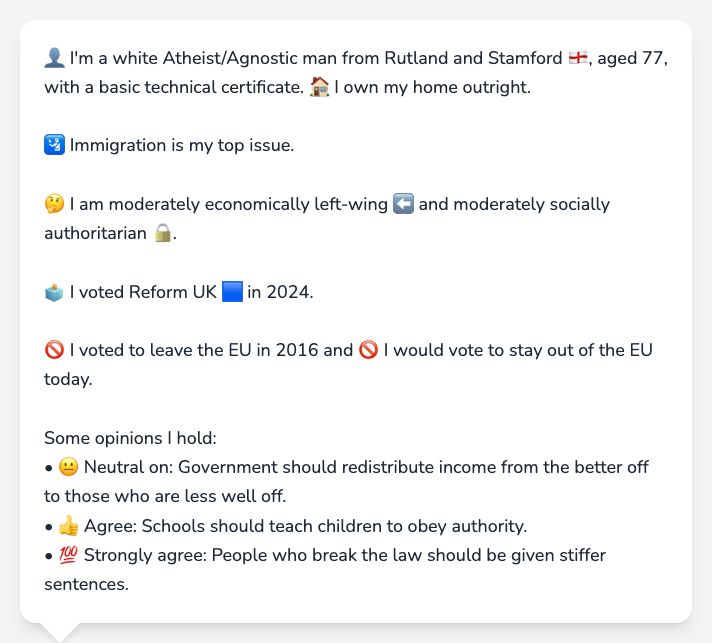 👤 I'm a white Atheist/Agnostic man from Rutland and Stamford 🏴󠁧󠁢󠁥󠁮󠁧󠁿, aged 77,
with a basic technical certificate. 🏠 I own my home outright.
🛂 Immigration is my top issue.
🤔 I am moderately economically left-wing ⬅️ and moderately socially
authoritarian 🔒.
🗳️ I voted Reform UK 🟦 in 2024.
🚫 I voted to leave the EU in 2016 and 🚫 I would vote to stay out of the EU
today.
Some opinions I hold:
• 😐 Neutral on: Government should redistribute income from the better off
to those who are less well off.
• 👍 Agree: Schools should teach children to obey authority.
• 💯 Strongly agree: People who break the law should be given stiffer
sentences.